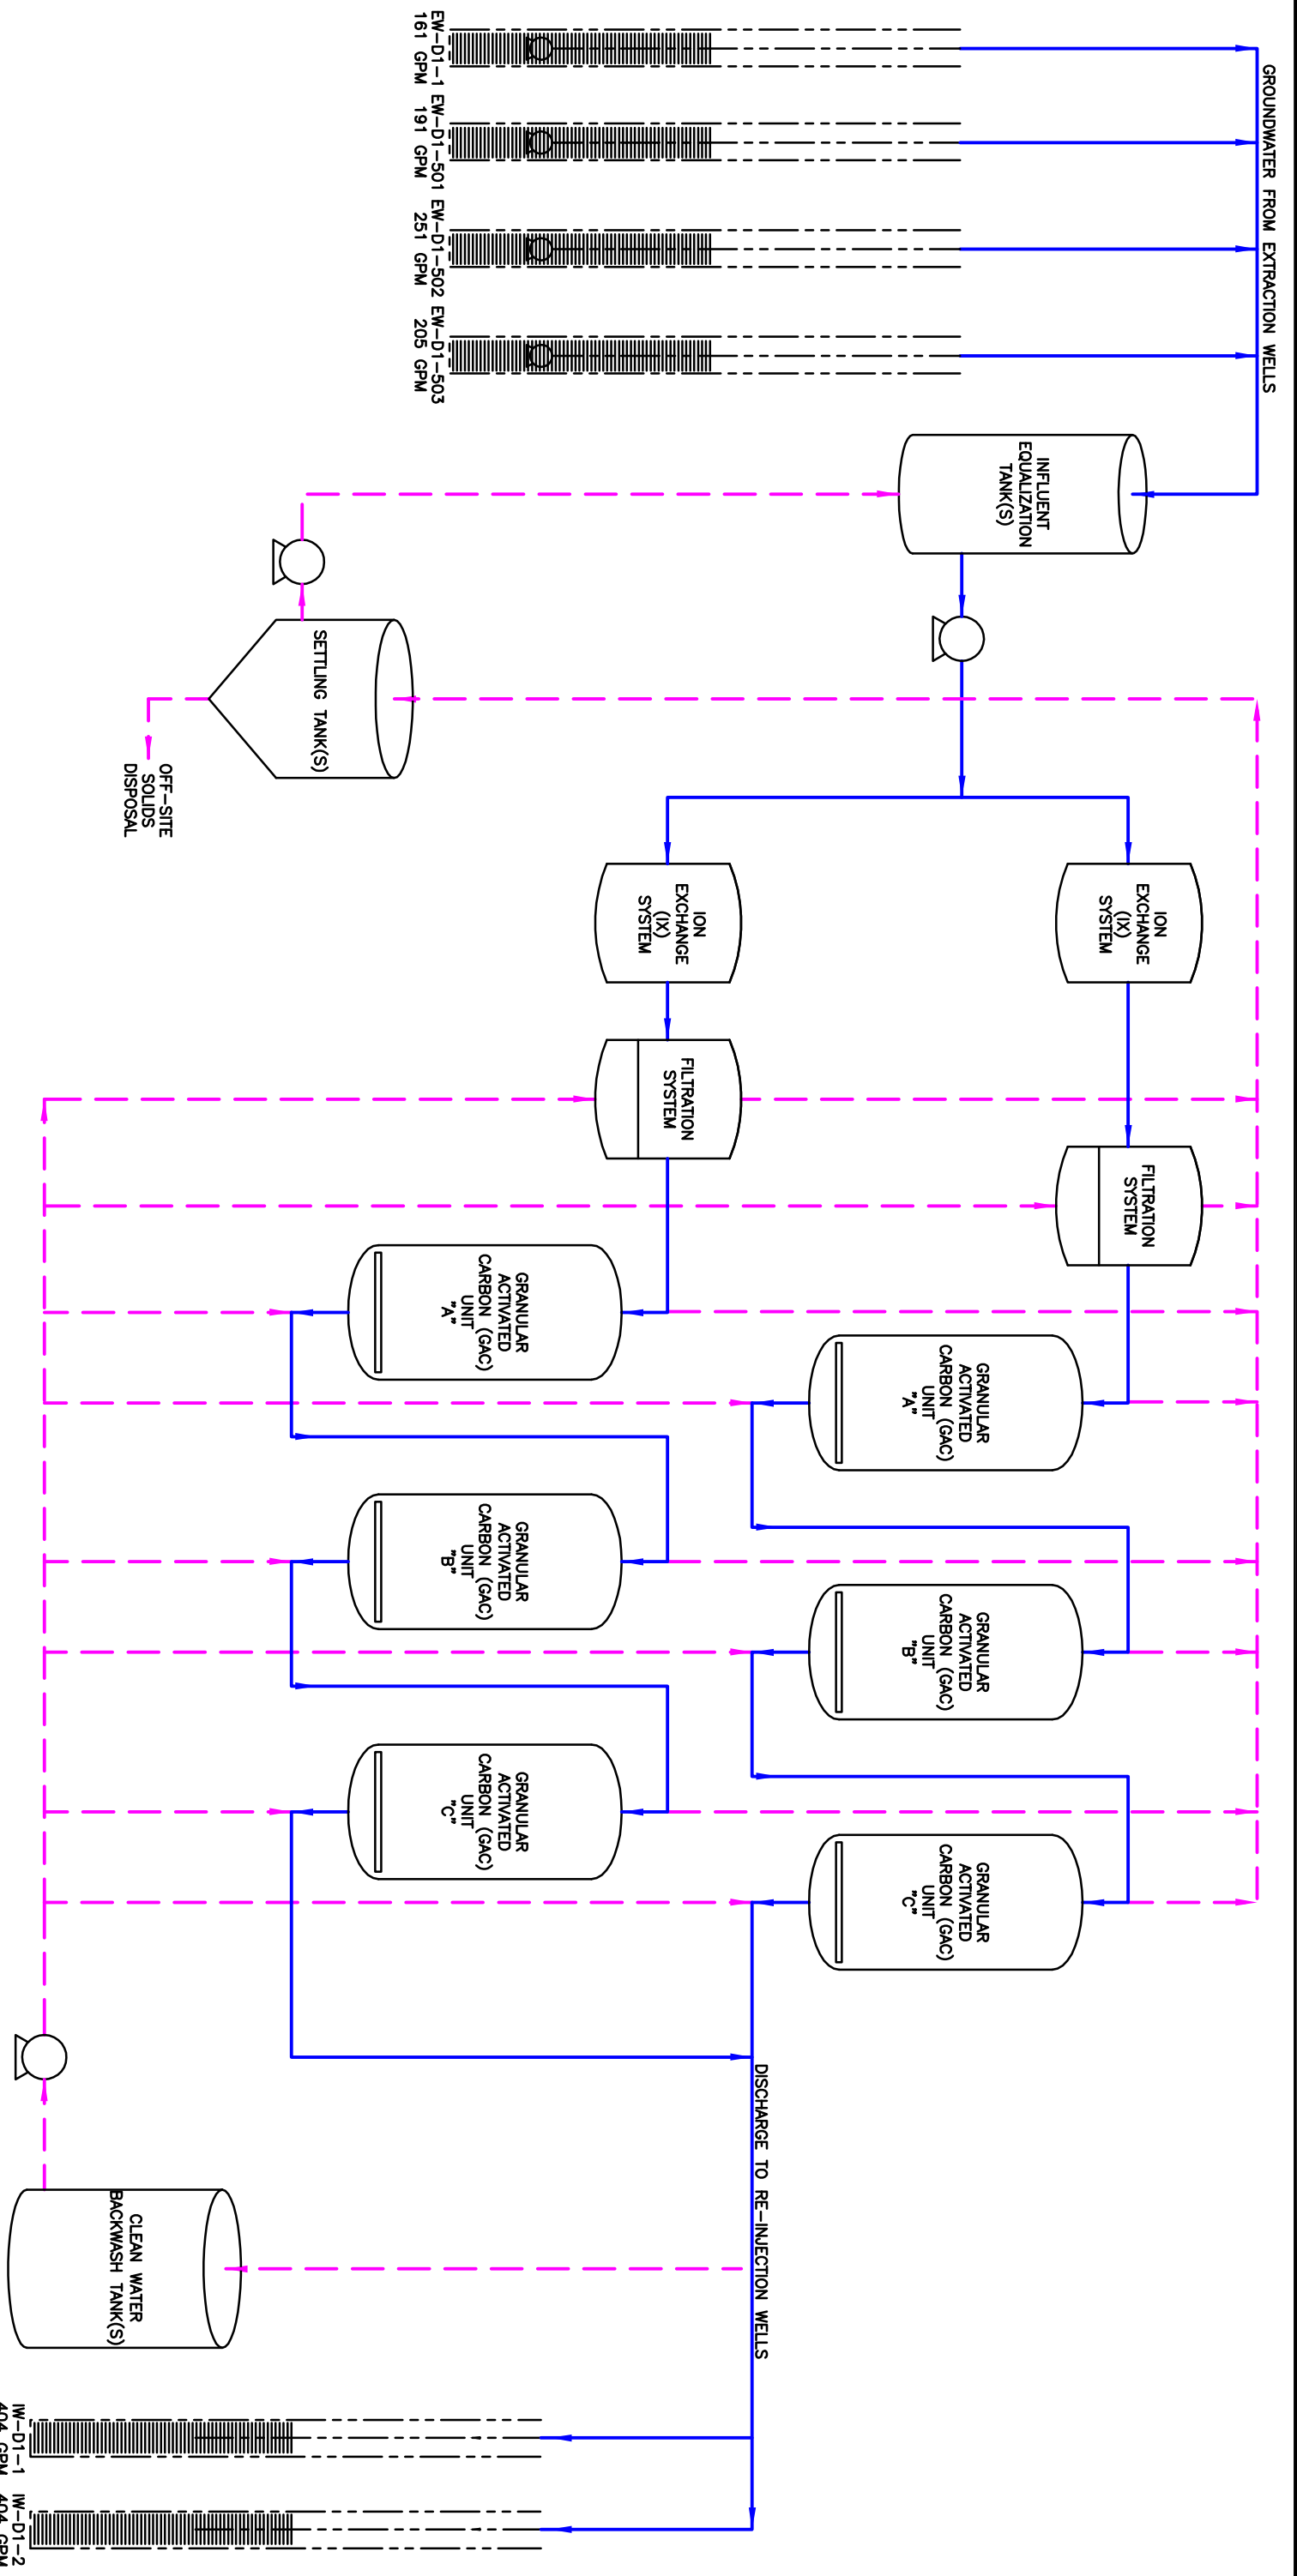 GROUNDWATER FROM EXTRACTION WELLS
EW-D1-1
161 GPM
EW-D1-501
191 GPM
EW-D1-502
251 GPM
EW-D1-503
205 GPM
INFLUENT
EQUALIZATION
TANK(S)
SETTLING TANK(S)
OFF-SITE
SOLIDS
DISPOSAL
ION
EXCHANGE
(IX)
SYSTEM
ION
EXCHANGE
(IX)
SYSTEM
FILTRATION
SYSTEM
FILTRATION
SYSTEM
GRANULAR
ACTIVATED
CARBON (GAC)
UNIT
"A"
GRANULAR
ACTIVATED
CARBON (GAC)
UNIT
"B"
GRANULAR
ACTIVATED
CARBON (GAC)
UNIT
"C"
GRANULAR
ACTIVATED
CARBON (GAC)
UNIT
"A"
GRANULAR
ACTIVATED
CARBON (GAC)
UNIT
"B"
GRANULAR
ACTIVATED
CARBON (GAC)
UNIT
"C"
DISCHARGE TO RE-INJECTION WELLS
CLEAN WATER
BACKWASH TANK(S)
IW-D1-1
404 GPM
IW-D1-2
404 GPM